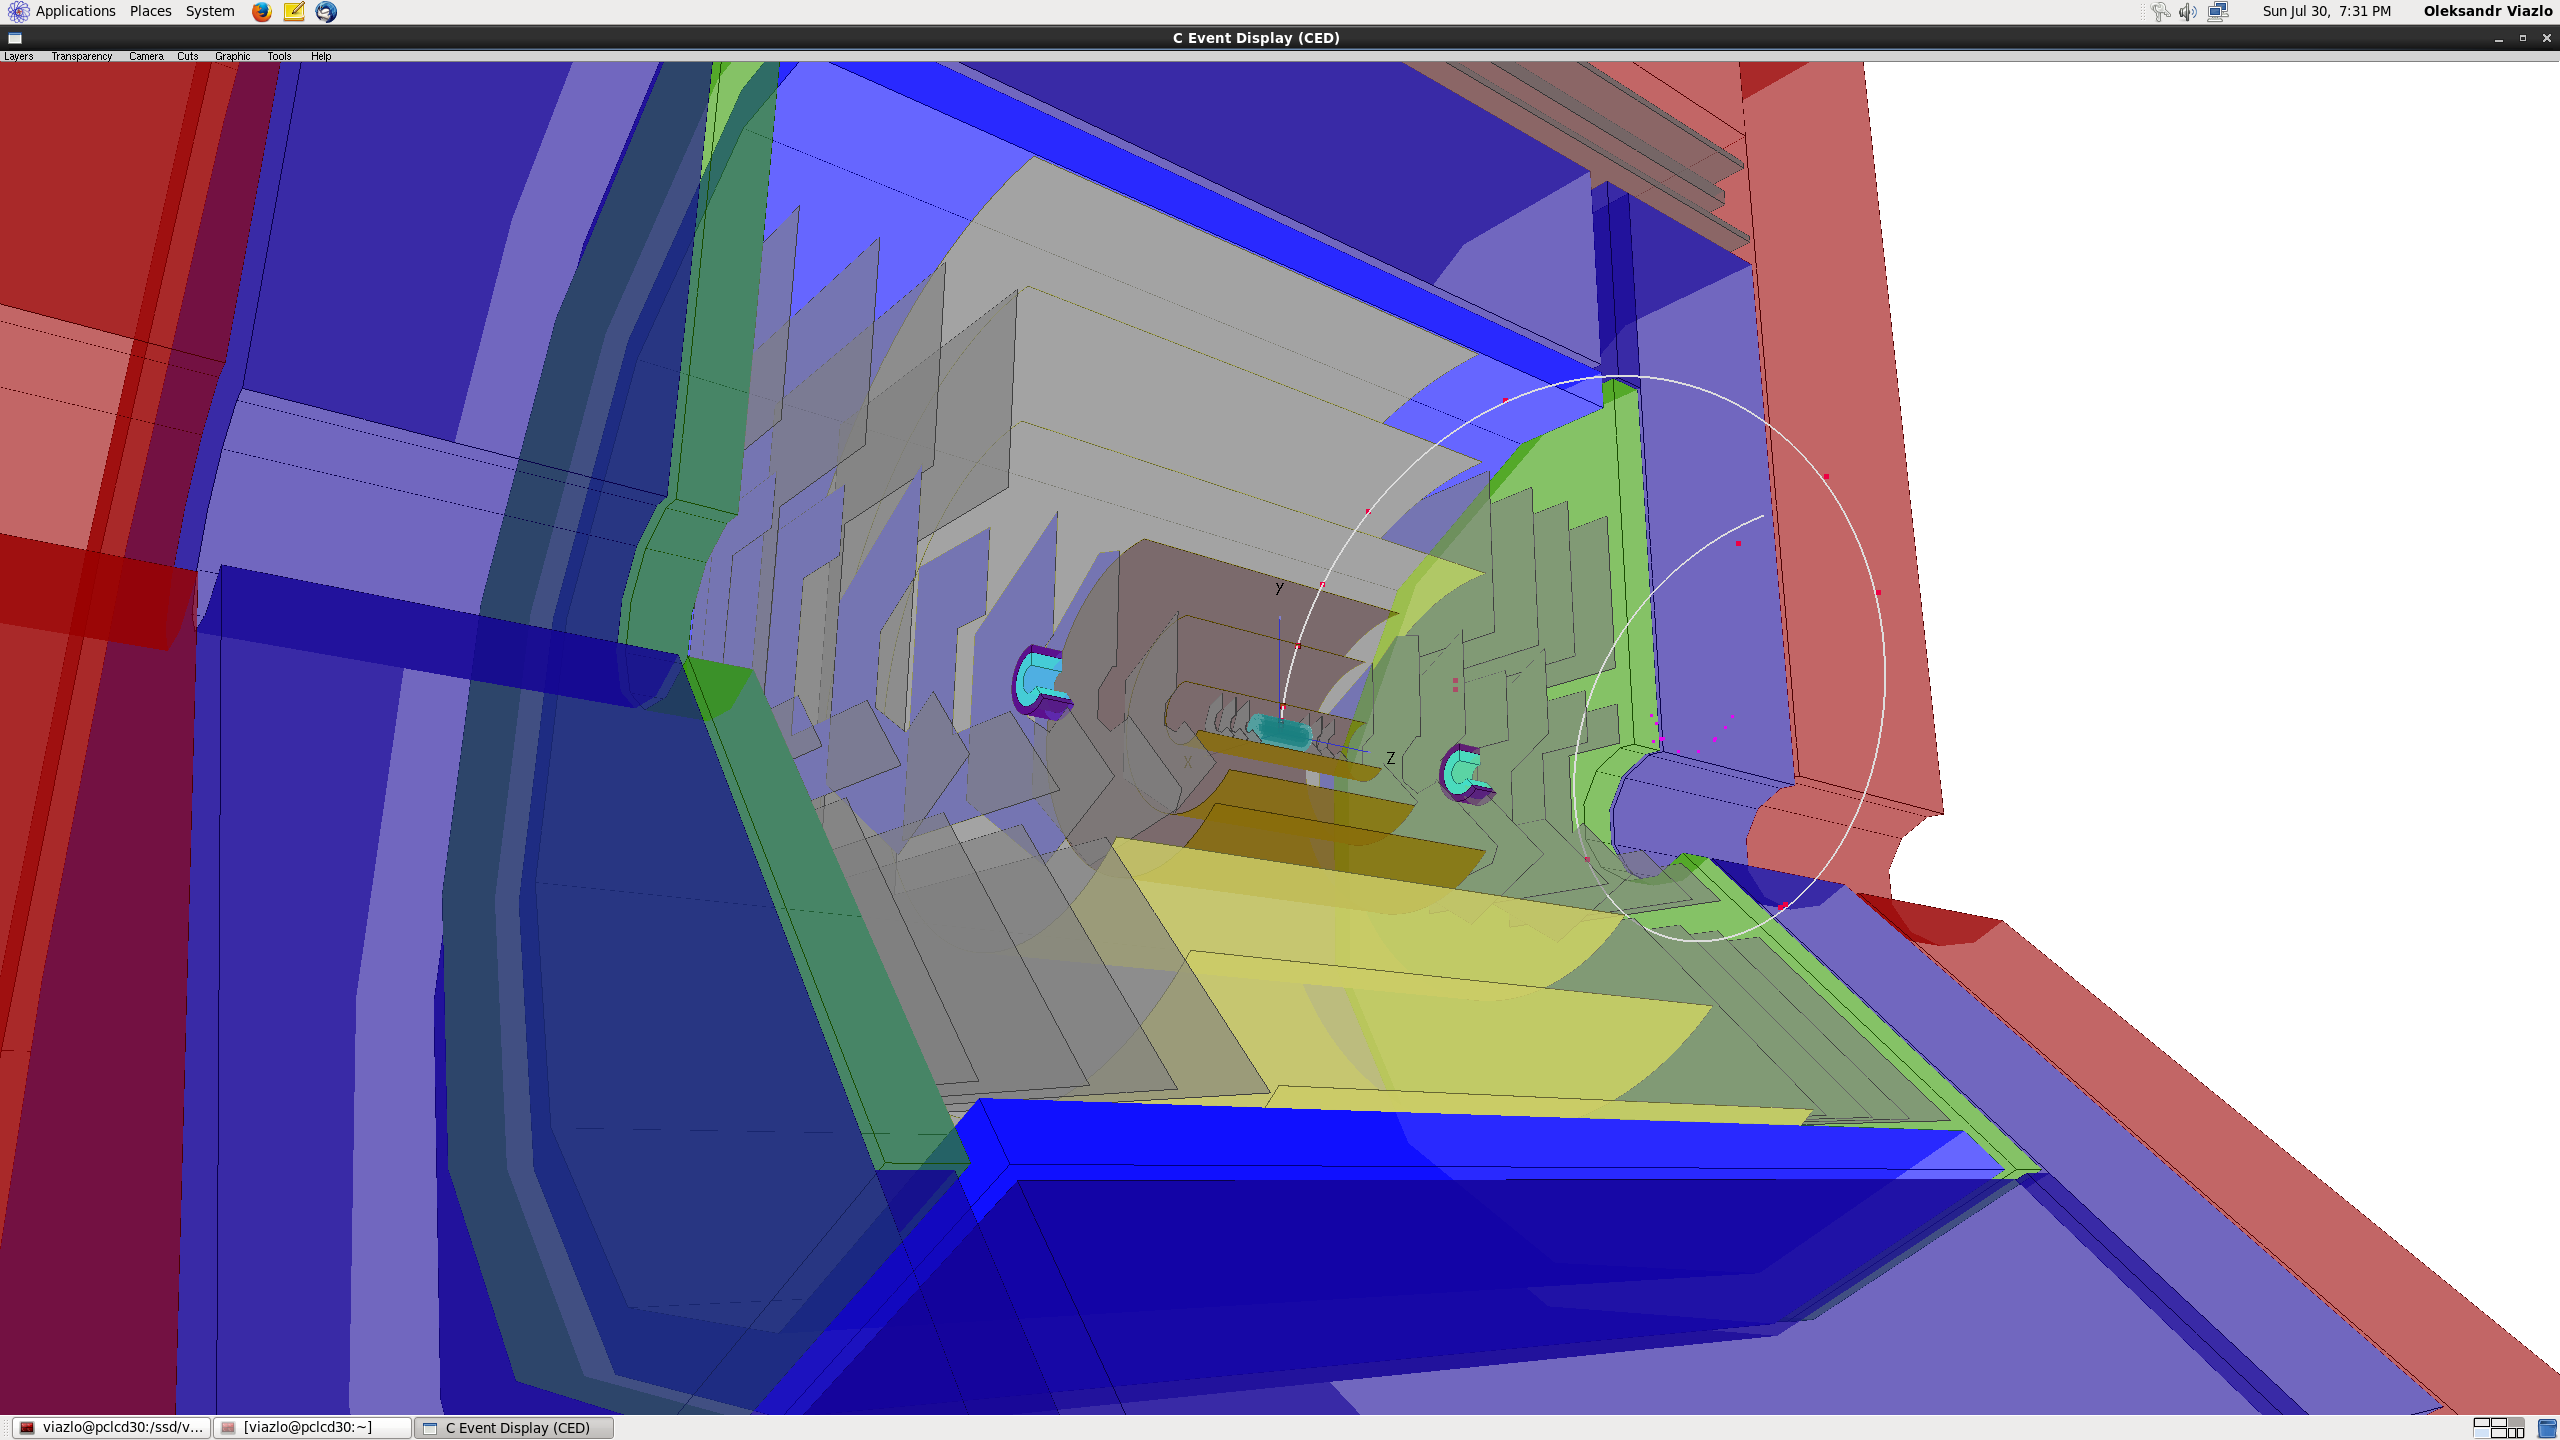 Applications Places System Sun Jul 30, 7:31 PM Oleksandr Viazlo
C Event Display (CED)
Layers Transparency Camera Cuts Graphic Tools Help
y
Z
X
viazlo@pclcd30:/ssd/v... [viazlo@pclcd30:~] C Event Display (CED)